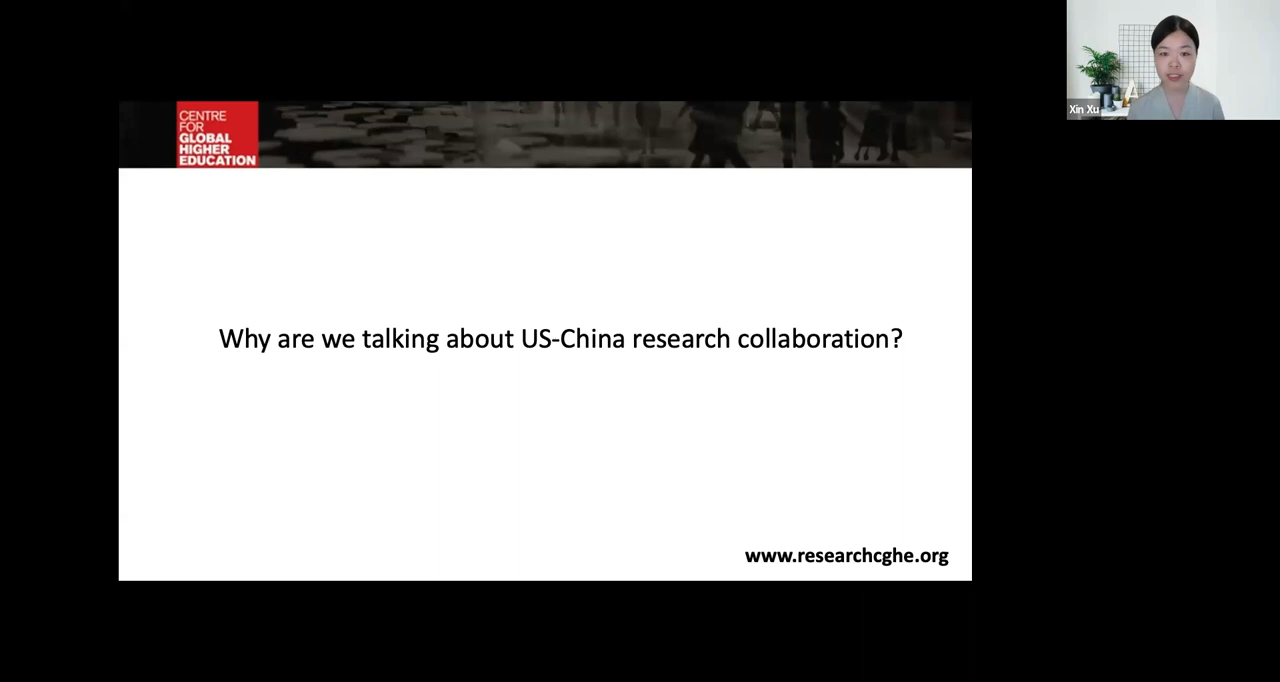 CENTRE
FOR
GLOBAL
HIGHER
EDUCATION
Xin Xu
Why are we talking about US-China research collaboration?
www.researchcghe.org